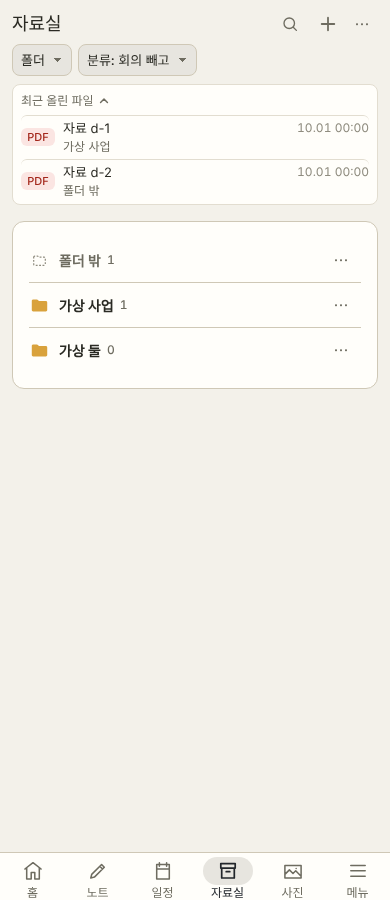 자료실
폴더
분류: 회의 빼고
최근 올린 파일
PDF 자료 d-1 10.01 00:00
가상 사업
PDF 자료 d-2 10.01 00:00
폴더 밖
폴더 밖 1
가상 사업 1
가상 둘 0
홈 노트 일정 자료실 사진 메뉴